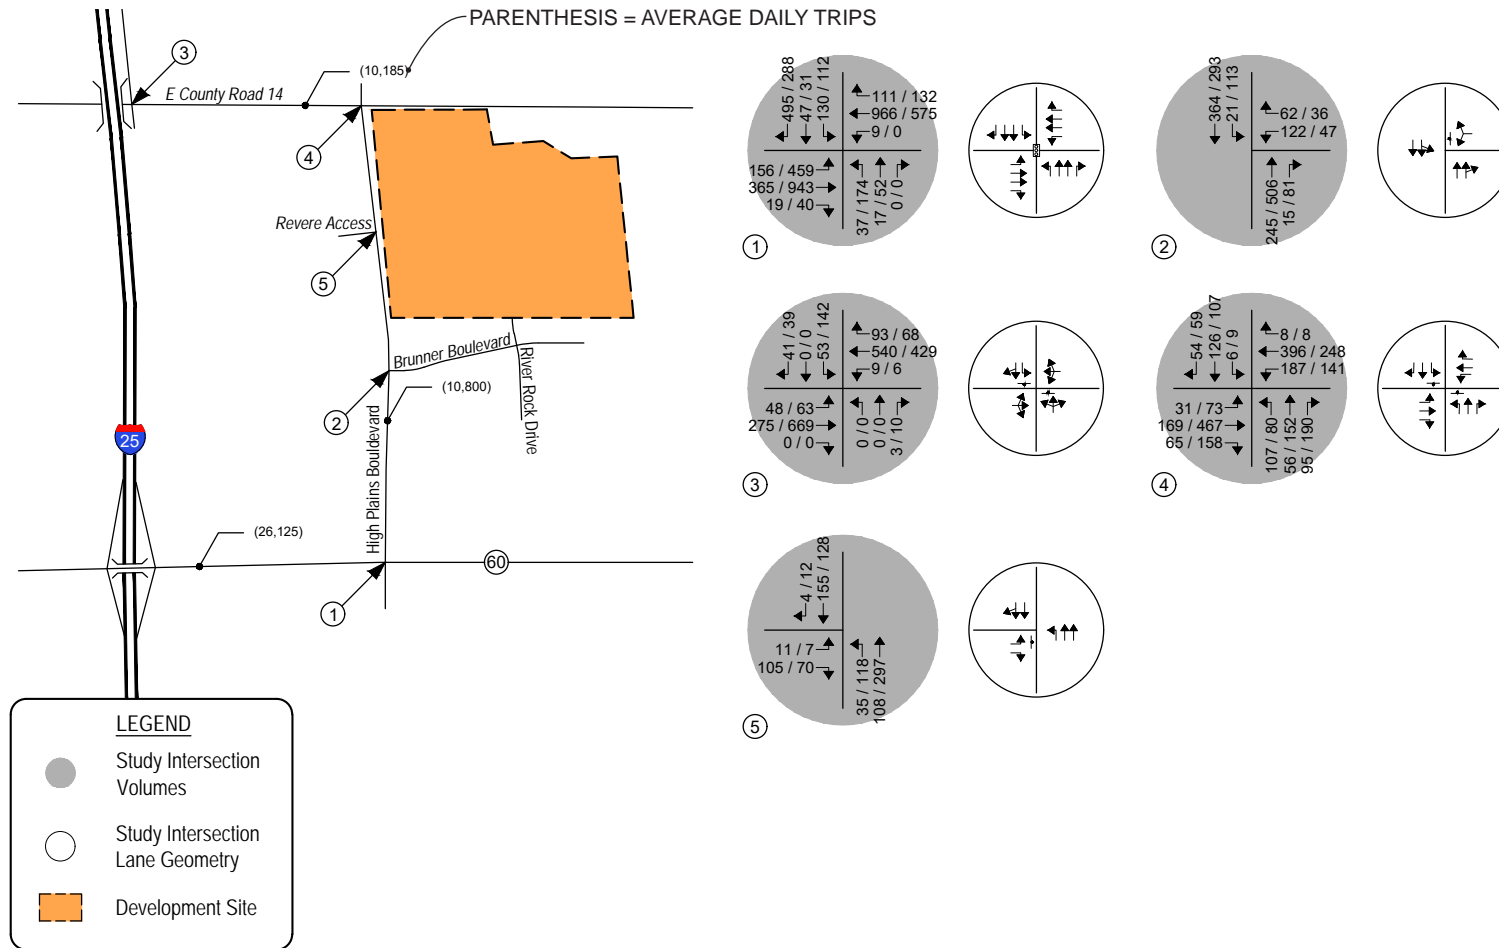 PARENTHESIS = AVERAGE DAILY TRIPS
3
(10,185)
E County Road 14
4
Revere Access
5
Brunner Boulevard
River Rock Drive
2
(10,800)
High Plains Bouldevard
25
(26,125)
60
1
LEGEND
Study Intersection
Volumes
Study Intersection
Lane Geometry
Development Site
495 / 288
47 / 31
130 / 112
111 / 132
966 / 575
9 / 0
156 / 459
365 / 943
19 / 40
37 / 174
17 / 52
0 / 0
1
364 / 293
21 / 113
62 / 36
122 / 47
245 / 506
15 / 81
2
41 / 39
0 / 0
53 / 142
93 / 68
540 / 429
9 / 6
48 / 63
275 / 669
0 / 0
0 / 0
0 / 0
3 / 10
3
54 / 59
126 / 107
6 / 9
8 / 8
396 / 248
187 / 141
31 / 73
169 / 467
65 / 158
107 / 80
56 / 152
95 / 190
4
4 / 12
155 / 128
11 / 7
105 / 70
35 / 118
108 / 297
5